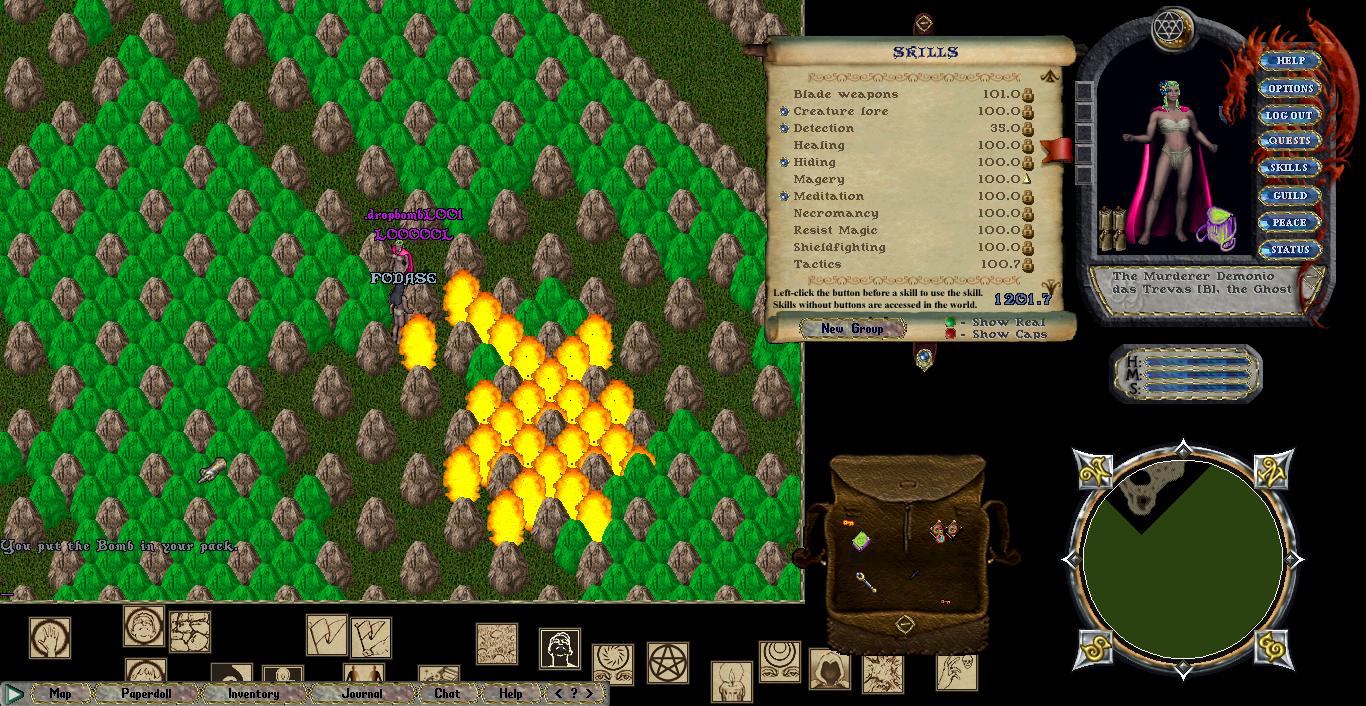 .dropbombLOOl
LOOOOOL
FODASE
You put the Bomb in your pack.
SKILLS
Blade weapons 101.0
Creature lore 100.0
Detection 35.0
Healing 100.0
Hiding 100.0
Magery 100.0
Meditation 100.0
Necromancy 100.0
Resist Magic 100.0
Shieldfighting 100.0
Tactics 100.7
Left-click the button before a skill to use the skill.
Skills without buttons are accessed in the world.
1201.7
New Group
- Show Real
- Show Caps
HELP
OPTIONS
LOG OUT
QUESTS
SKILLS
GUILD
PEACE
STATUS
The Murderer Demonio
das Trevas [B], the Ghost
H:
M:
S:
Map Paperdoll Inventory Journal Chat Help < ? >